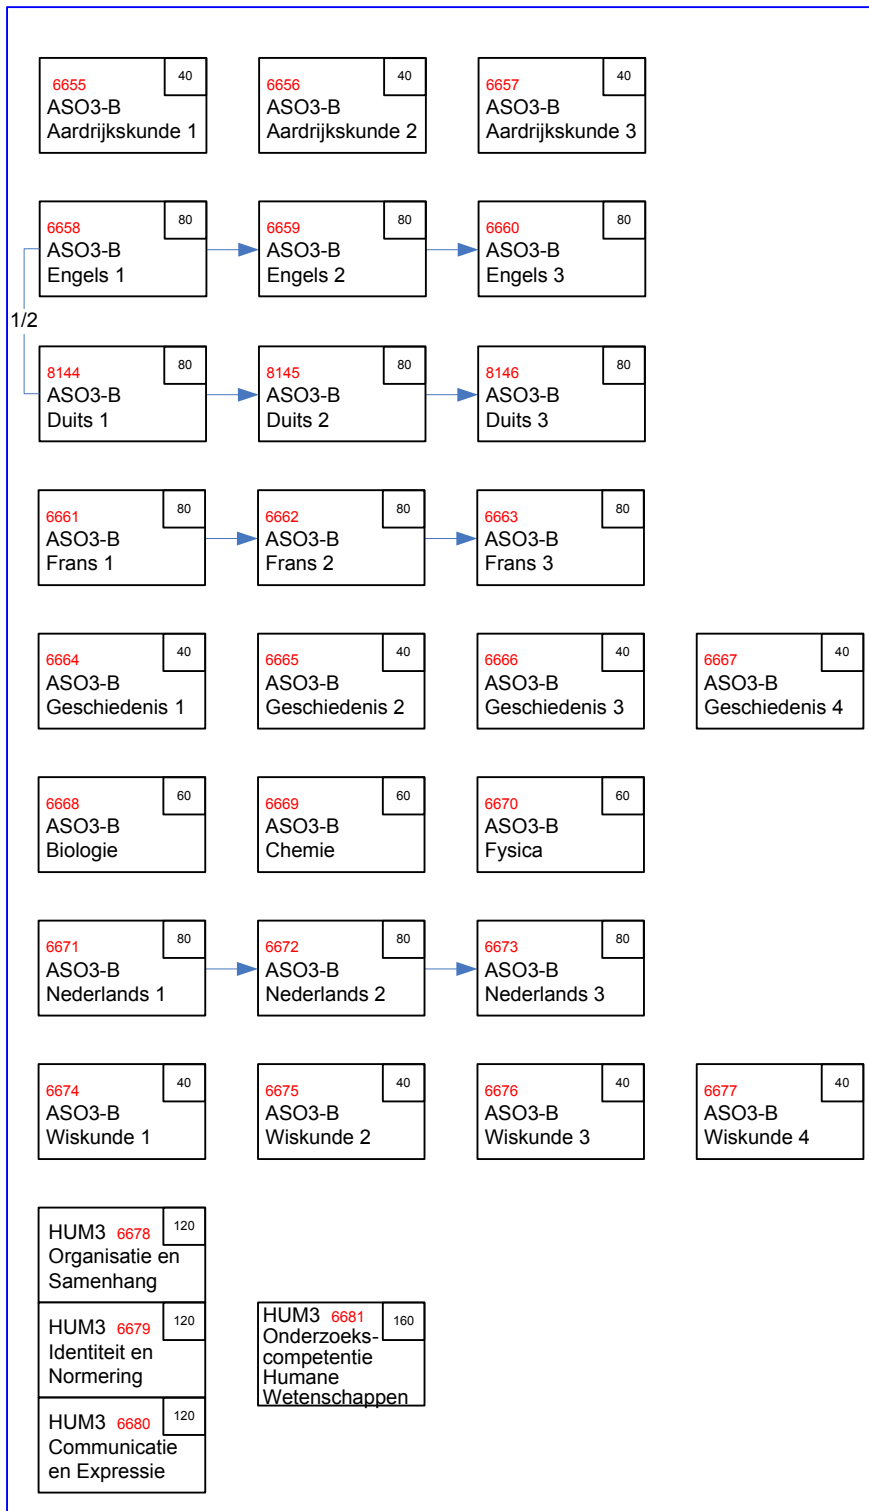 6655 40
ASO3-B
Aardrijkskunde 1
6656 40
ASO3-B
Aardrijkskunde 2
6657 40
ASO3-B
Aardrijkskunde 3
6658 80
ASO3-B
Engels 1
6659 80
ASO3-B
Engels 2
6660 80
ASO3-B
Engels 3
1/2
8144 80
ASO3-B
Duits 1
8145 80
ASO3-B
Duits 2
8146 80
ASO3-B
Duits 3
6661 80
ASO3-B
Frans 1
6662 80
ASO3-B
Frans 2
6663 80
ASO3-B
Frans 3
6664 40
ASO3-B
Geschiedenis 1
6665 40
ASO3-B
Geschiedenis 2
6666 40
ASO3-B
Geschiedenis 3
6667 40
ASO3-B
Geschiedenis 4
6668 60
ASO3-B
Biologie
6669 60
ASO3-B
Chemie
6670 60
ASO3-B
Fysica
6671 80
ASO3-B
Nederlands 1
6672 80
ASO3-B
Nederlands 2
6673 80
ASO3-B
Nederlands 3
6674 40
ASO3-B
Wiskunde 1
6675 40
ASO3-B
Wiskunde 2
6676 40
ASO3-B
Wiskunde 3
6677 40
ASO3-B
Wiskunde 4
HUM3 6678 120
Organisatie en
Samenhang
HUM3 6679 120
Identiteit en
Normering
HUM3 6680 120
Communicatie
en Expressie
HUM3 6681 160
Onderzoeks-
competentie
Humane
Wetenschappen